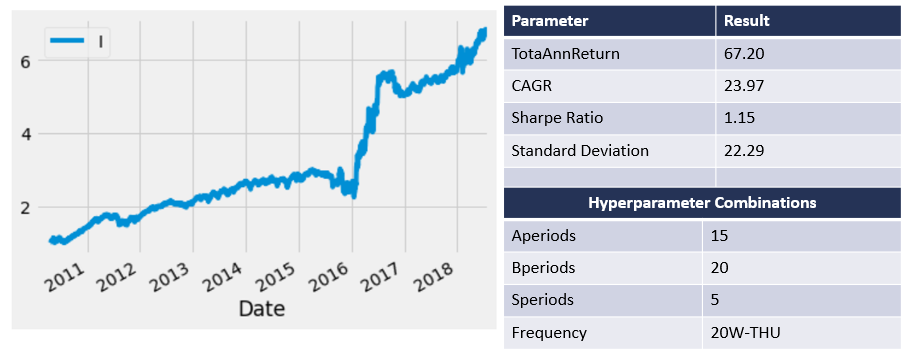 I
6
4
2
2011 2012 2013 2014 2015 2016 2017 2018
Date
Parameter Result
TotaAnnReturn 67.20
CAGR 23.97
Sharpe Ratio 1.15
Standard Deviation 22.29
Hyperparameter Combinations
Aperiods 15
Bperiods 20
Speriods 5
Frequency 20W-THU